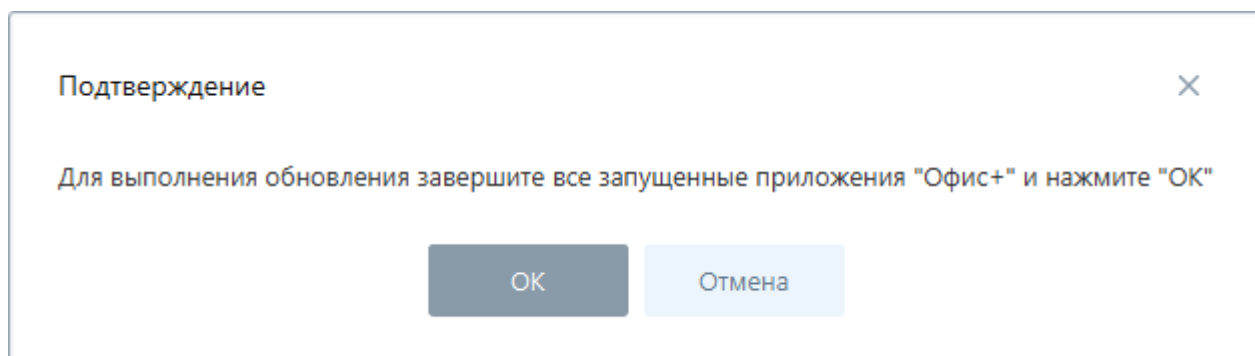 Подтверждение
Для выполнения обновления завершите все запущенные приложения "Офис+" и нажмите "ОК"
ОК
Отмена